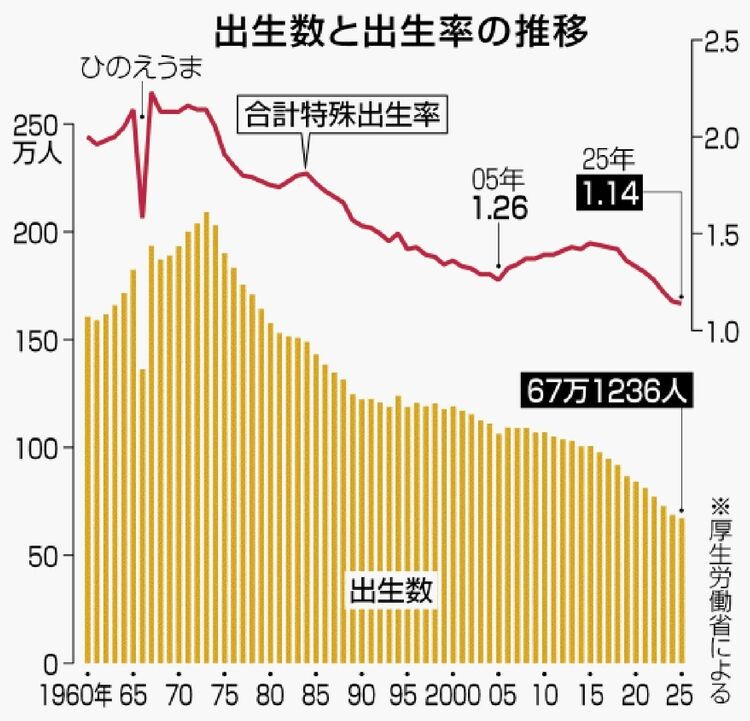 出生数と出生率の推移
ひのえうま
合計特殊出生率
05年
1.26
25年
1.14
67万1236人
出生数
250
万人
200
150
100
50
0
2.5
2.0
1.5
1.0
1960年 65 70 75 80 85 90 95 2000 05 10 15 20 25
※厚生労働省による